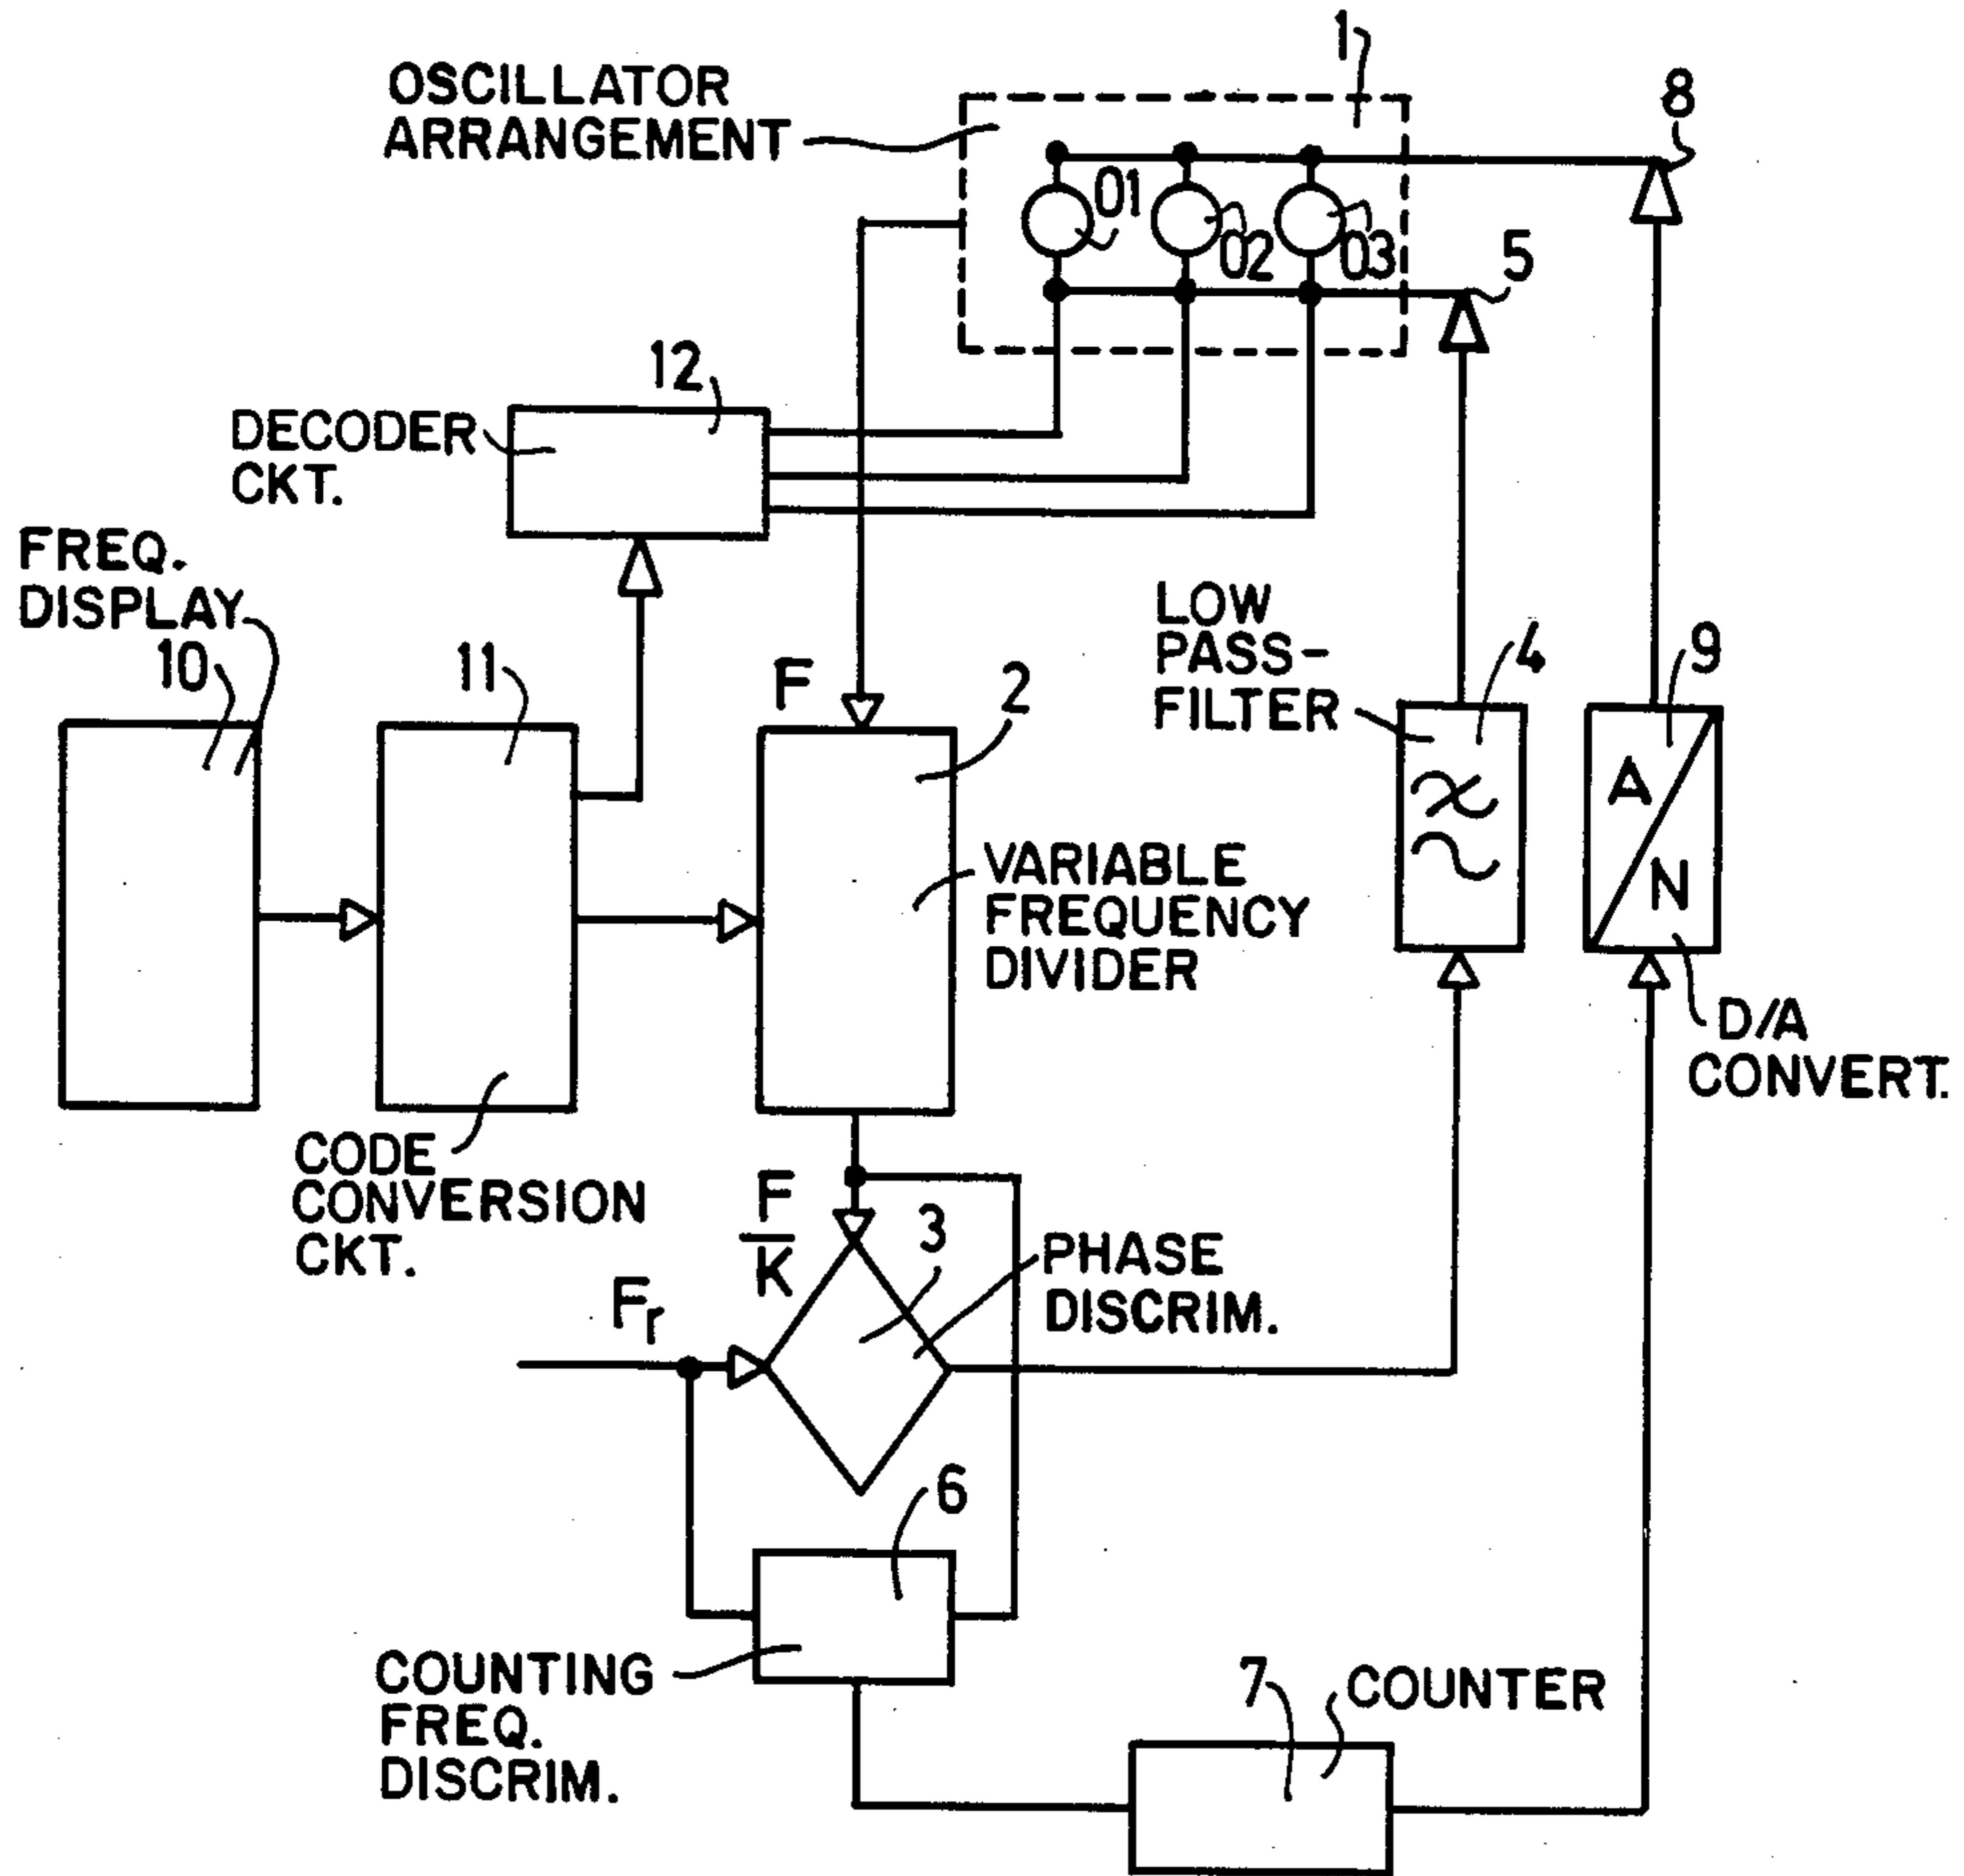 1
OSCILLATOR
ARRANGEMENT
8
01
02
03
5
12
DECODER
CKT.
FREQ.
DISPLAY
10
11
F
2
LOW
PASS-
FILTER
4
9
A
N
VARIABLE
FREQUENCY
DIVIDER
D/A
CONVERT.
CODE
CONVERSION
CKT.
F
K
3
PHASE
DISCRIM.
Fr
6
COUNTING
FREQ.
DISCRIM.
7
COUNTER